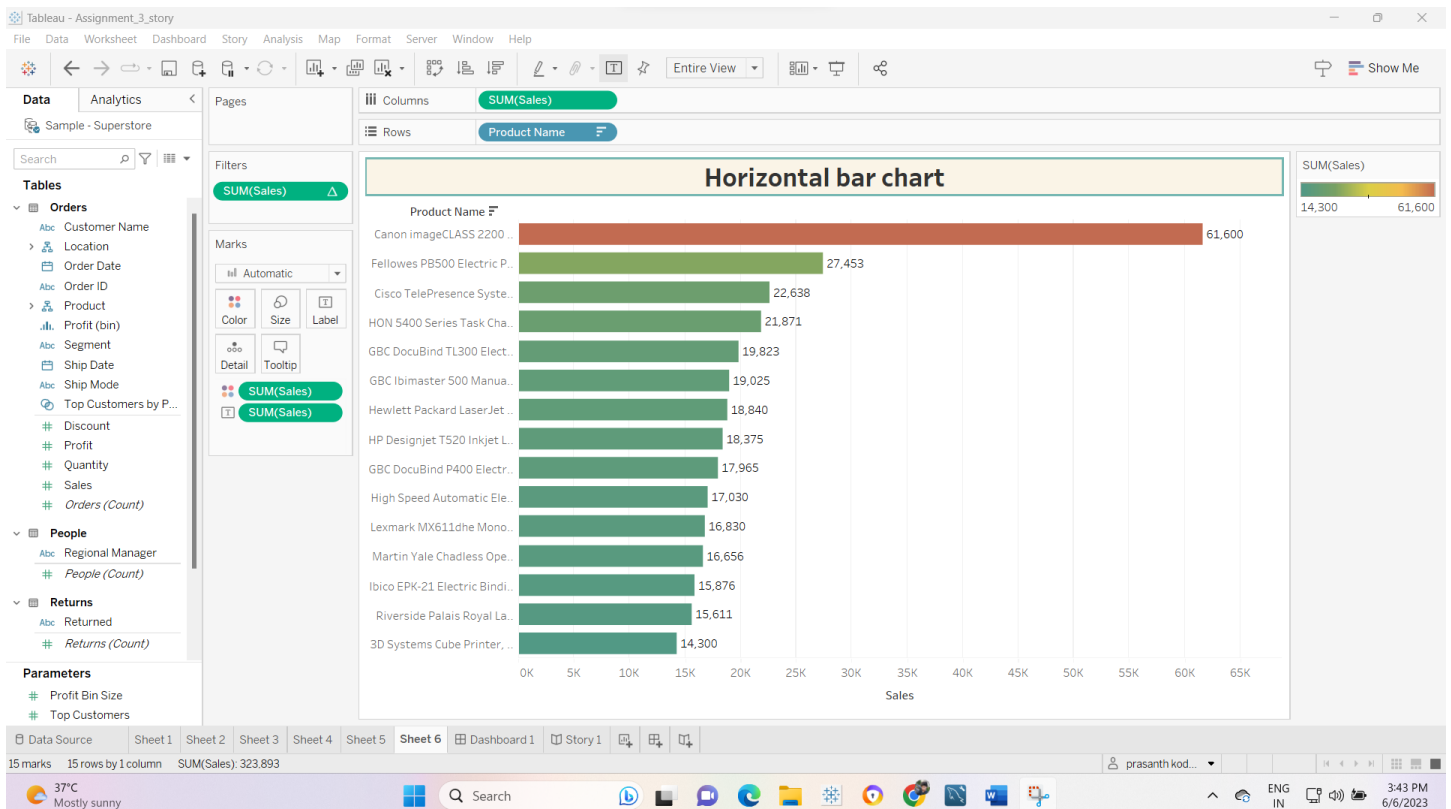 Tableau - Assignment_3_story
File Data Worksheet Dashboard Story Analysis Map Format Server Window Help
Entire View
Show Me
Data Analytics
Sample - Superstore
Search
Tables
Orders
Abc Customer Name
Location
Order Date
Abc Order ID
Product
Profit (bin)
Abc Segment
Ship Date
Abc Ship Mode
Top Customers by P...
# Discount
# Profit
# Quantity
# Sales
# Orders (Count)
People
Abc Regional Manager
# People (Count)
Returns
Abc Returned
# Returns (Count)
Parameters
# Profit Bin Size
# Top Customers
Pages
Filters
SUM(Sales)
Marks
Automatic
Color Size Label
Detail Tooltip
SUM(Sales)
SUM(Sales)
Columns SUM(Sales)
Rows Product Name
Horizontal bar chart
Product Name
Canon imageCLASS 2200 .. 61,600
Fellowes PB500 Electric P.. 27,453
Cisco TelePresence Syste.. 22,638
HON 5400 Series Task Cha.. 21,871
GBC DocuBind TL300 Elect.. 19,823
GBC Ibimaster 500 Manua.. 19,025
Hewlett Packard LaserJet .. 18,840
HP Designjet T520 Inkjet L.. 18,375
GBC DocuBind P400 Electr.. 17,965
High Speed Automatic Ele.. 17,030
Lexmark MX611dhe Mono.. 16,830
Martin Yale Chadless Ope.. 16,656
Ibico EPK-21 Electric Bindi.. 15,876
Riverside Palais Royal La.. 15,611
3D Systems Cube Printer, .. 14,300
0K 5K 10K 15K 20K 25K 30K 35K 40K 45K 50K 55K 60K 65K
Sales
SUM(Sales)
14,300 61,600
Data Source Sheet 1 Sheet 2 Sheet 3 Sheet 4 Sheet 5 Sheet 6 Dashboard 1 Story 1
15 marks 15 rows by 1 column SUM(Sales): 323,893
prasanth kod...
37°C
Mostly sunny
Search
ENG
IN
3:43 PM
6/6/2023